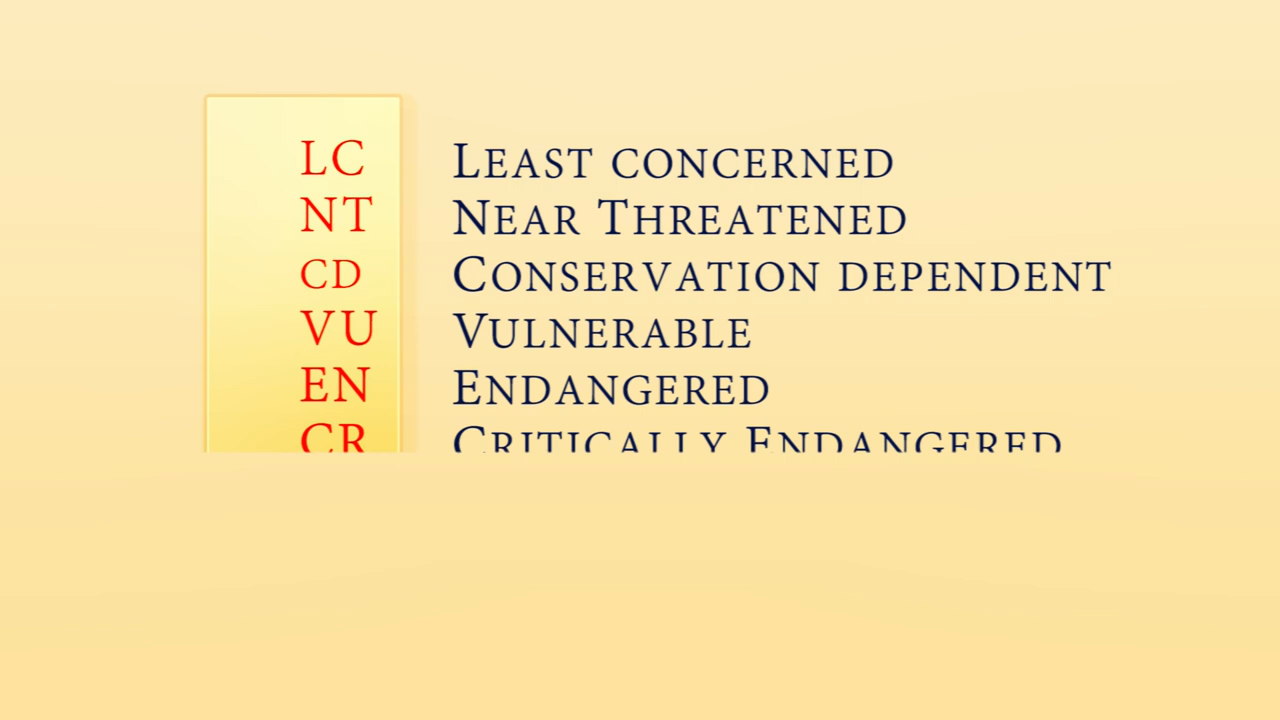 LC Least concerned
NT Near Threatened
CD Conservation dependent
VU Vulnerable
EN Endangered
CR Critically Endangered